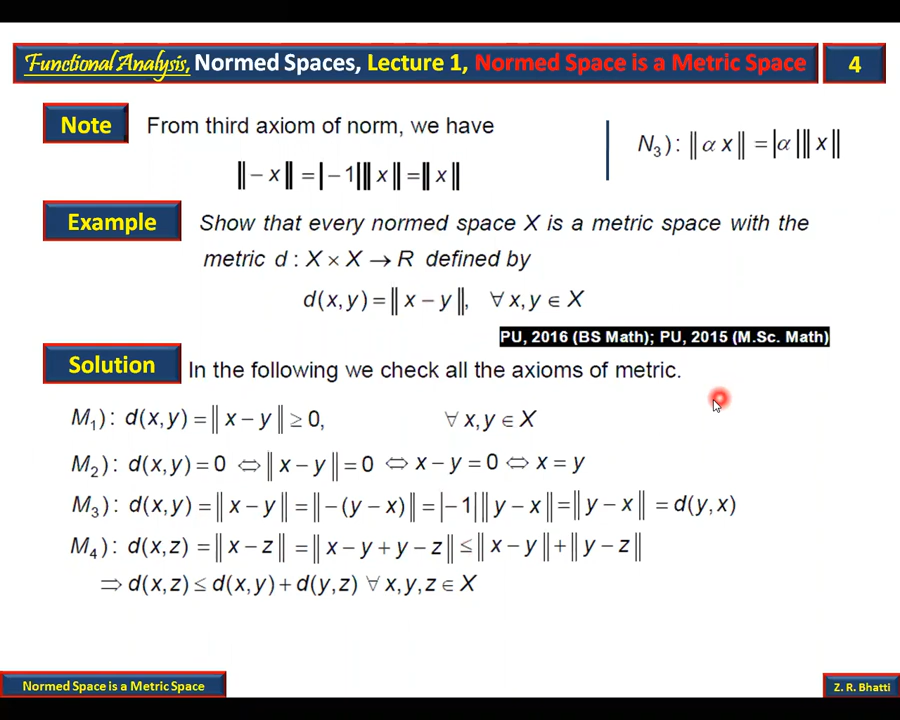 Functional Analysis, Normed Spaces, Lecture 1, Normed Space is a Metric Space 4
Note From third axiom of norm, we have
N₃): ‖α x‖ = |α|‖x‖
‖− x‖ = |−1|‖x‖ = ‖x‖
Example Show that every normed space X is a metric space with the
metric d : X × X → R defined by
d(x,y) = ‖x − y‖, ∀ x,y ∈ X
PU, 2016 (BS Math); PU, 2015 (M.Sc. Math)
Solution In the following we check all the axioms of metric.
M₁): d(x,y) = ‖x − y‖ ≥ 0, ∀ x,y ∈ X
M₂): d(x,y) = 0 ⇔ ‖x − y‖ = 0 ⇔ x − y = 0 ⇔ x = y
M₃): d(x,y) = ‖x − y‖ = ‖−(y − x)‖ = |−1|‖y − x‖ = ‖y − x‖ = d(y,x)
M₄): d(x,z) = ‖x − z‖ = ‖x − y + y − z‖ ≤ ‖x − y‖ + ‖y − z‖
⇒ d(x,z) ≤ d(x,y) + d(y,z) ∀ x,y,z ∈ X
Normed Space is a Metric Space Z. R. Bhatti